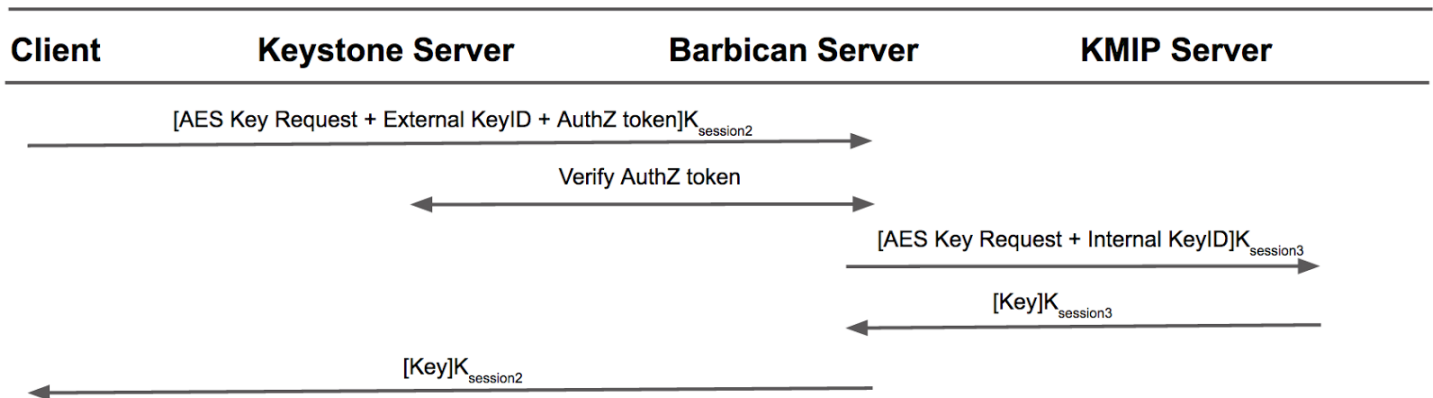 Client Keystone Server Barbican Server KMIP Server
[AES Key Request + External KeyID + AuthZ token]Ksession2
Verify AuthZ token
[AES Key Request + Internal KeyID]Ksession3
[Key]Ksession3
[Key]Ksession2